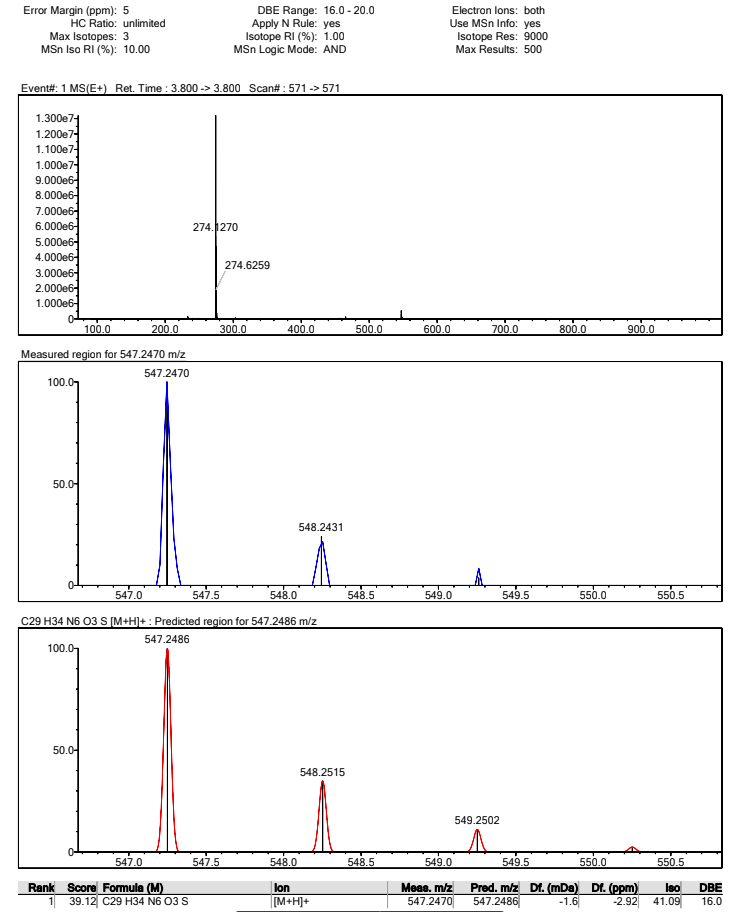 Error Margin (ppm): 5 DBE Range: 16.0 - 20.0 Electron Ions: both
HC Ratio: unlimited Apply N Rule: yes Use MSn Info: yes
Max Isotopes: 3 Isotope RI (%): 1.00 Isotope Res: 9000
MSn Iso RI (%): 10.00 MSn Logic Mode: AND Max Results: 500
Event#: 1 MS(E+) Ret. Time : 3.800 -> 3.800 Scan# : 571 -> 571
1.300e7
1.200e7
1.100e7
1.000e7
9.000e6
8.000e6
7.000e6
6.000e6
274.1270
5.000e6
4.000e6
274.6259
3.000e6
2.000e6
1.000e6
0
100.0 200.0 300.0 400.0 500.0 600.0 700.0 800.0 900.0
Measured region for 547.2470 m/z
547.2470
100.0
50.0
548.2431
0
547.0 547.5 548.0 548.5 549.0 549.5 550.0 550.5
C29 H34 N6 O3 S [M+H]+ : Predicted region for 547.2486 m/z
547.2486
100.0
50.0
548.2515
549.2502
0
547.0 547.5 548.0 548.5 549.0 549.5 550.0 550.5
Rank Score Formula (M) Ion Meas. m/z Pred. m/z Df. (mDa) Df. (ppm) Iso DBE
1 39.12 C29 H34 N6 O3 S [M+H]+ 547.2470 547.2486 -1.6 -2.92 41.09 16.0